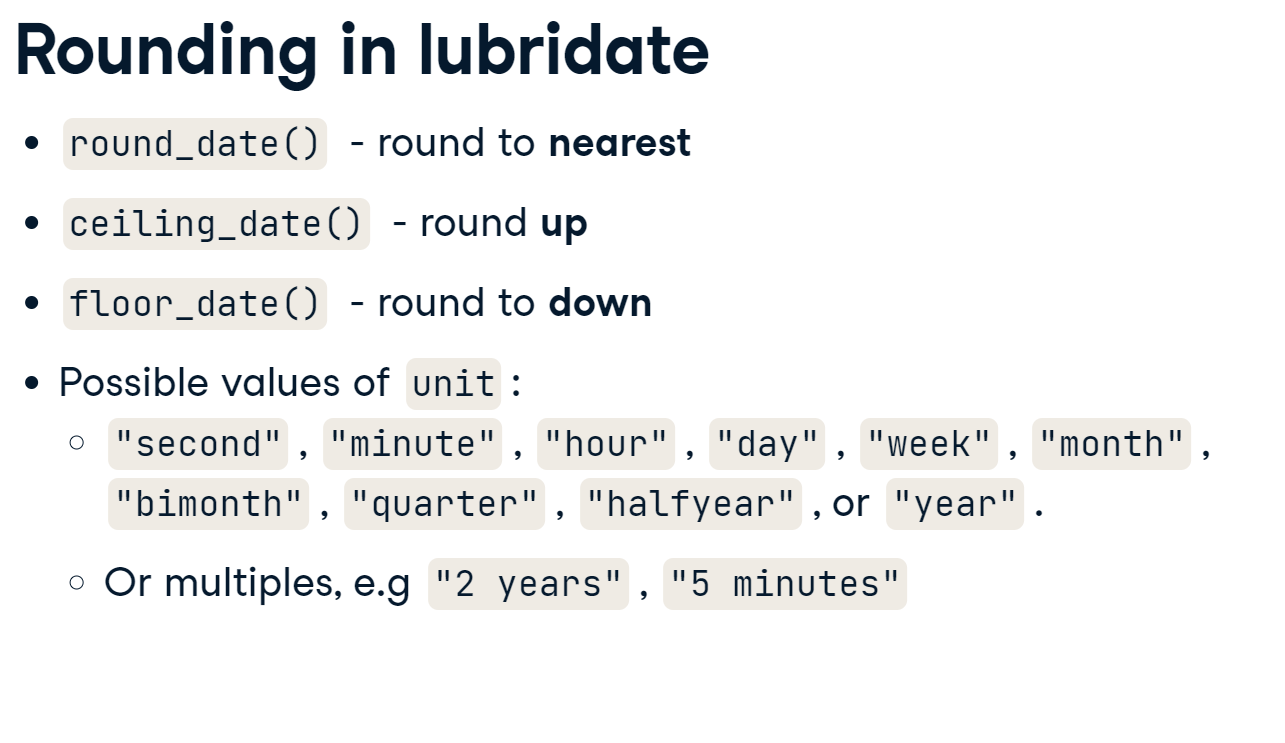 Rounding in lubridate
• round_date() - round to nearest
• ceiling_date() - round up
• floor_date() - round to down
• Possible values of unit :
○ "second" , "minute" , "hour" , "day" , "week" , "month" ,
"bimonth" , "quarter" , "halfyear" , or "year" .
○ Or multiples, e.g "2 years" , "5 minutes"